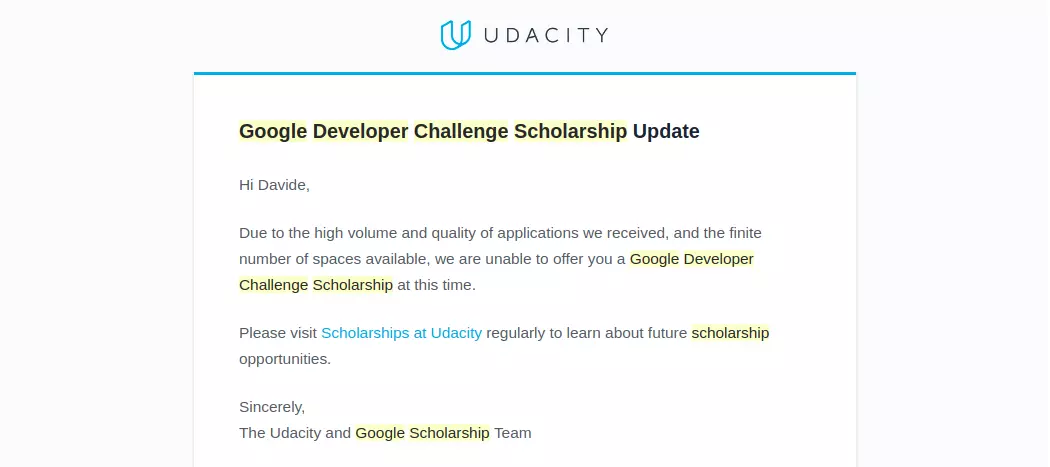 UDACITY
Google Developer Challenge Scholarship Update
Hi Davide,
Due to the high volume and quality of applications we received, and the finite
number of spaces available, we are unable to offer you a Google Developer
Challenge Scholarship at this time.
Please visit Scholarships at Udacity regularly to learn about future scholarship
opportunities.
Sincerely,
The Udacity and Google Scholarship Team